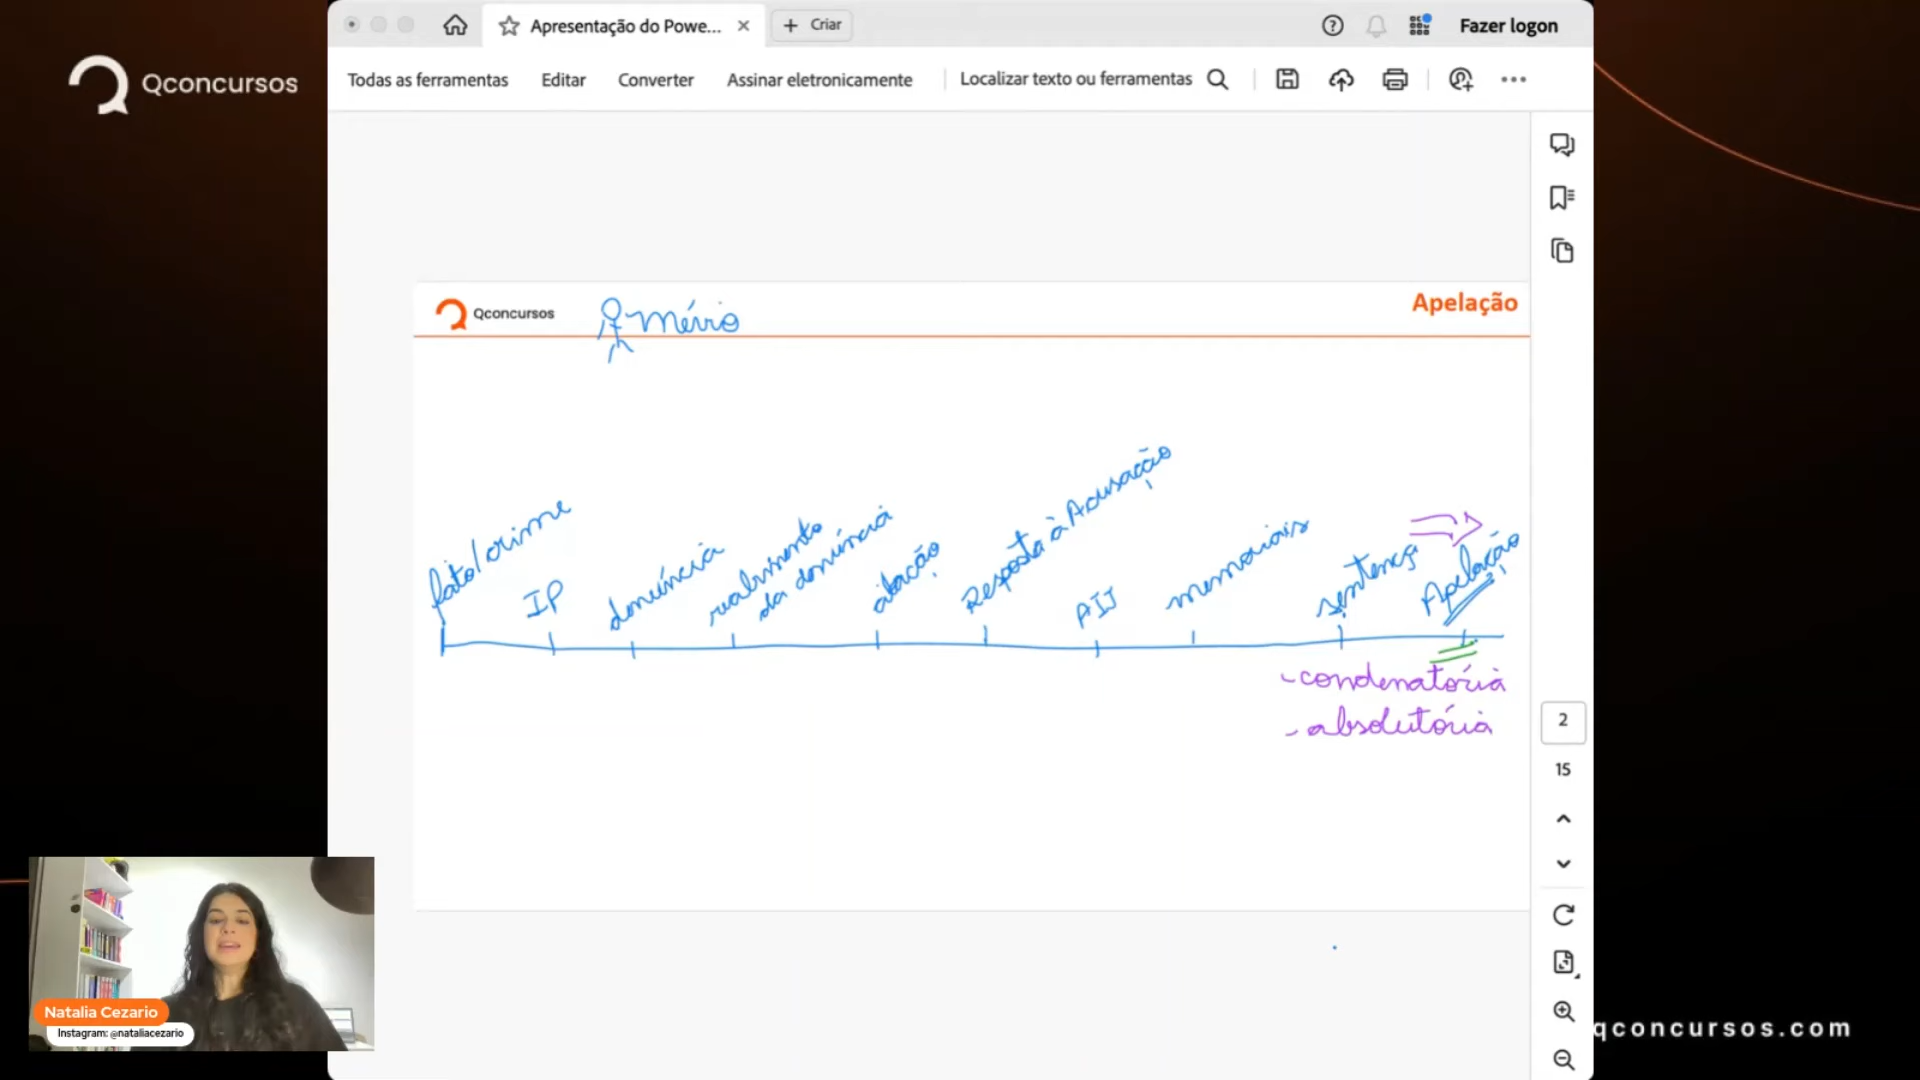 Qconcursos
Apresentação do Powe...
Criar
Fazer logon
Todas as ferramentas
Editar
Converter
Assinar eletronicamente
Localizar texto ou ferramentas
Qconcursos
Mévio
Apelação
fato/crime
IP
denúncia
recebimento
da denúncia
citação
Resposta à Acusação
AIJ
memoriais
sentença
Apelação
- condenatória
- absolutória
2
15
Natalia Cezario
Instagram: @nataliacezario
qconcursos.com